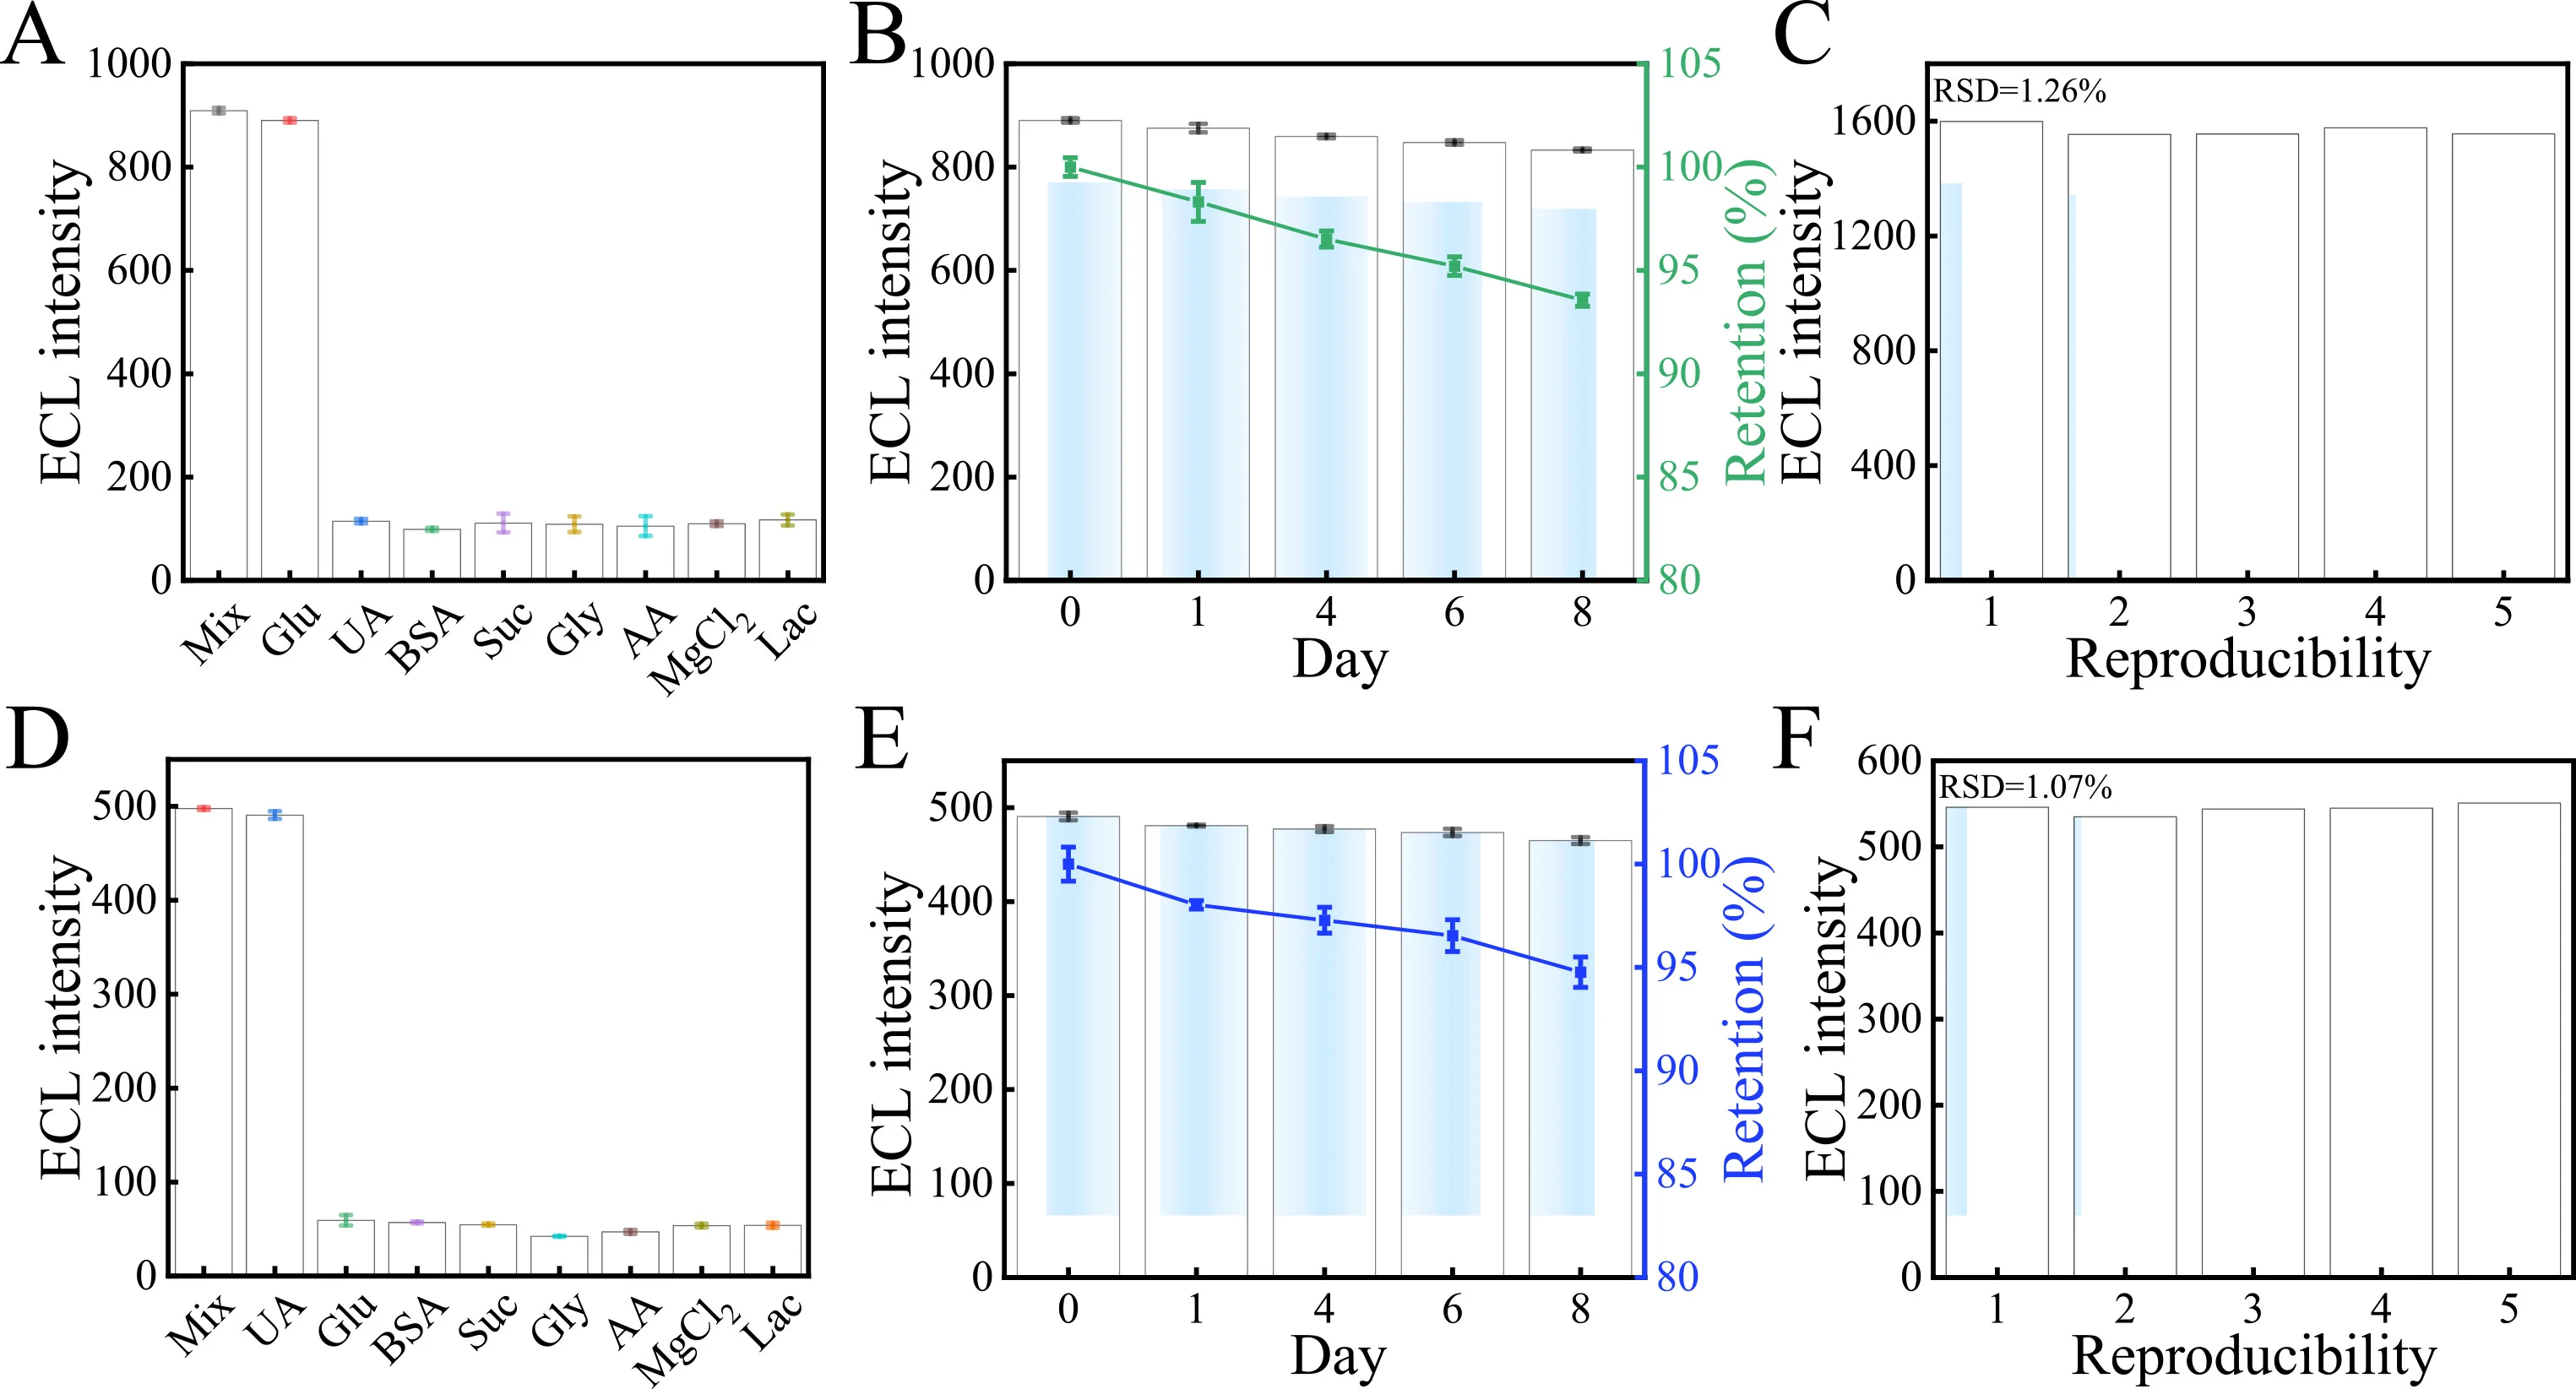 A
1000
800
600
400
200
0
ECL intensity
Mix
Glu
UA
BSA
Suc
Gly
AA
MgCl2
Lac
B
1000
800
600
400
200
0
ECL intensity
0
1
4
6
8
Day
105
100
95
90
85
80
Retention (%)
C
RSD=1.26%
1600
1200
800
400
0
ECL intensity
1
2
3
4
5
Reproducibility
D
500
400
300
200
100
0
ECL intensity
Mix
UA
Glu
BSA
Suc
Gly
AA
MgCl2
Lac
E
500
400
300
200
100
0
ECL intensity
0
1
4
6
8
Day
105
100
95
90
85
80
Retention (%)
F
RSD=1.07%
600
500
400
300
200
100
0
ECL intensity
1
2
3
4
5
Reproducibility